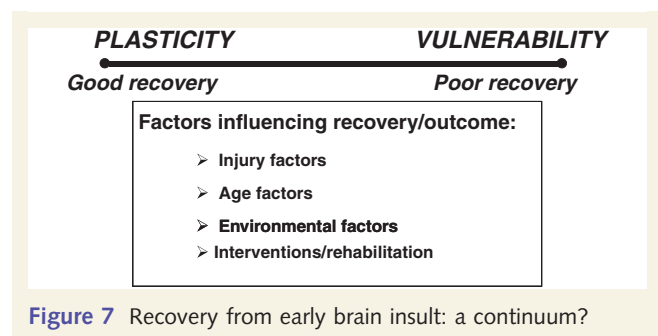 PLASTICITY VULNERABILITY
Good recovery Poor recovery
Factors influencing recovery/outcome:
➢ Injury factors
➢ Age factors
➢ Environmental factors
➢ Interventions/rehabilitation
Figure 7 Recovery from early brain insult: a continuum?